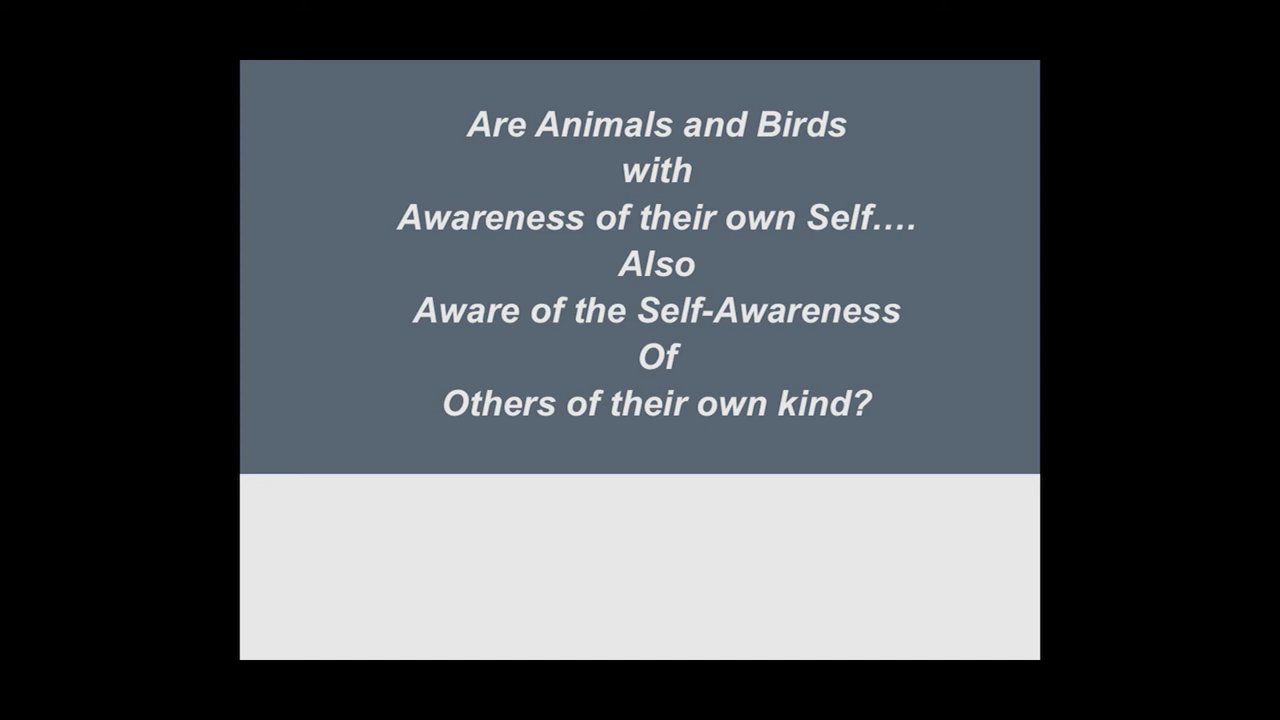 Are Animals and Birds
with
Awareness of their own Self....
Also
Aware of the Self-Awareness
Of
Others of their own kind?